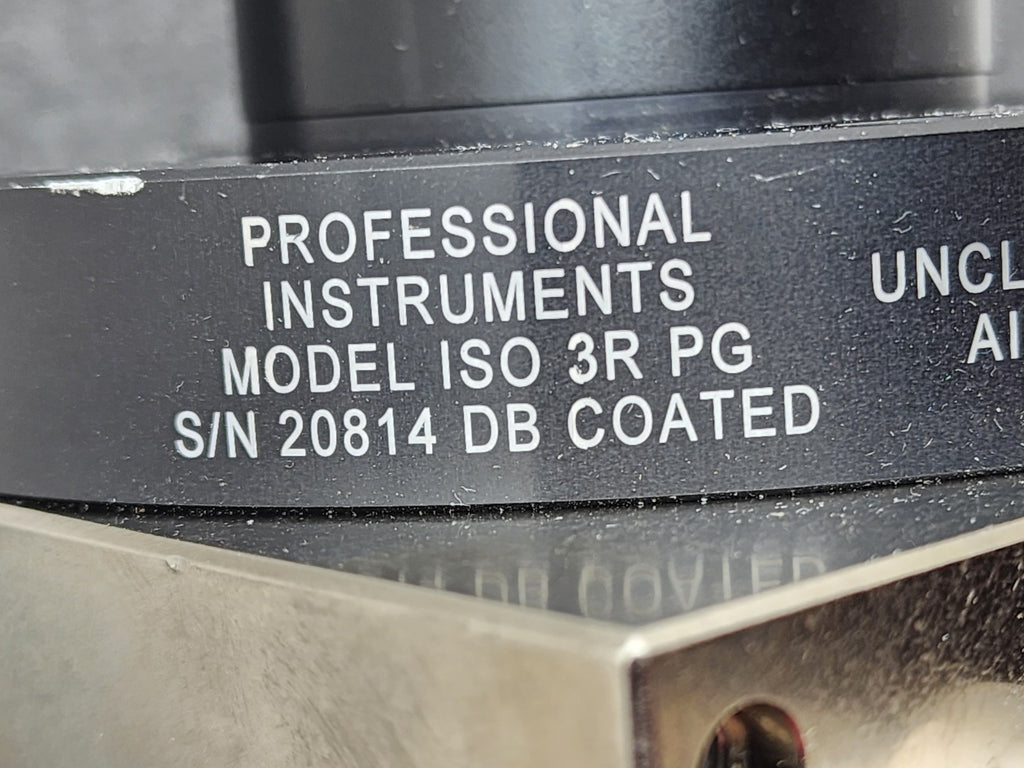 PROFESSIONAL
INSTRUMENTS
MODEL ISO 3R PG
S/N 20814 DB COATED